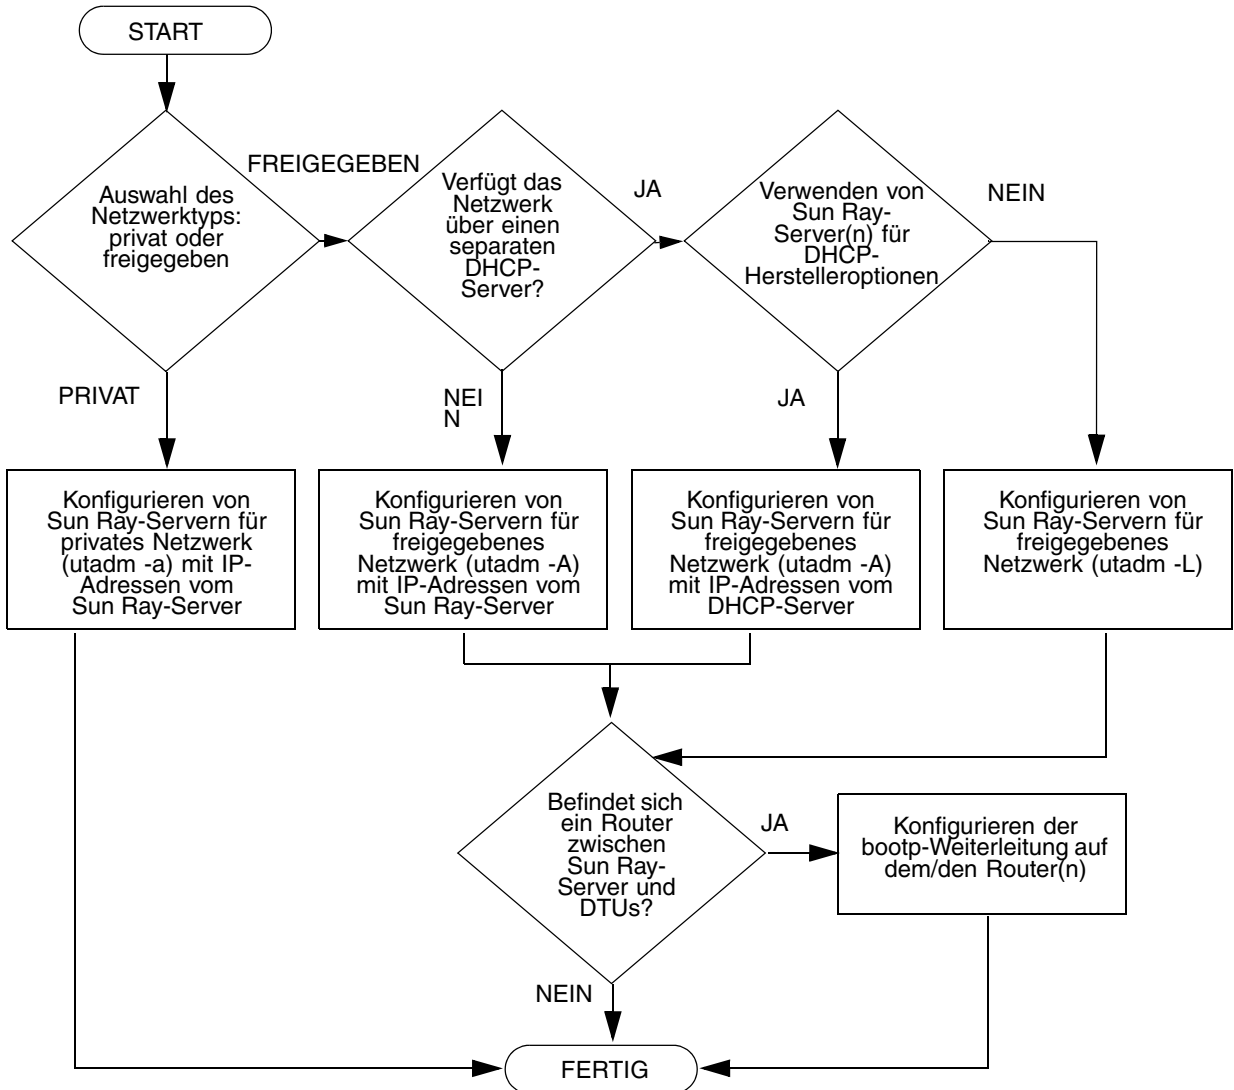 START
Auswahl des
Netzwerktyps:
privat oder
freigegeben
FREIGEGEBEN
Verfügt das
Netzwerk
über einen
separaten
DHCP-
Server?
JA
Verwenden von
Sun Ray-
Server(n) für
DHCP-
Herstelleroptionen
NEIN
PRIVAT
NEI
N
JA
Konfigurieren von
Sun Ray-Servern für
privates Netzwerk
(utadm -a) mit IP-
Adressen vom
Sun Ray-Server
Konfigurieren von
Sun Ray-Servern für
freigegebenes
Netzwerk (utadm -A)
mit IP-Adressen vom
Sun Ray-Server
Konfigurieren von
Sun Ray-Servern für
freigegebenes
Netzwerk (utadm -A)
mit IP-Adressen vom
DHCP-Server
Konfigurieren von
Sun Ray-Servern für
freigegebenes
Netzwerk (utadm -L)
Befindet sich
ein Router
zwischen
Sun Ray-
Server und
DTUs?
JA
Konfigurieren der
bootp-Weiterleitung auf
dem/den Router(n)
NEIN
FERTIG